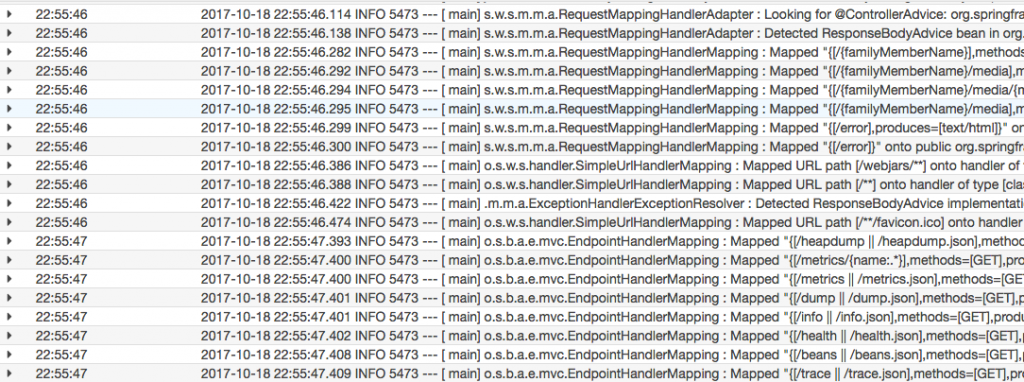 22:55:46 2017-10-18 22:55:46.114 INFO 5473 --- [ main] s.w.s.m.m.a.RequestMappingHandlerAdapter : Looking for @ControllerAdvice: org.springfra
22:55:46 2017-10-18 22:55:46.138 INFO 5473 --- [ main] s.w.s.m.m.a.RequestMappingHandlerAdapter : Detected ResponseBodyAdvice bean in org.
22:55:46 2017-10-18 22:55:46.282 INFO 5473 --- [ main] s.w.s.m.m.a.RequestMappingHandlerMapping : Mapped "{[/{familyMemberName}],methods
22:55:46 2017-10-18 22:55:46.292 INFO 5473 --- [ main] s.w.s.m.m.a.RequestMappingHandlerMapping : Mapped "{[/{familyMemberName}/media],m
22:55:46 2017-10-18 22:55:46.294 INFO 5473 --- [ main] s.w.s.m.m.a.RequestMappingHandlerMapping : Mapped "{[/{familyMemberName}/media/{m
22:55:46 2017-10-18 22:55:46.295 INFO 5473 --- [ main] s.w.s.m.m.a.RequestMappingHandlerMapping : Mapped "{[/{familyMemberName}/media],m
22:55:46 2017-10-18 22:55:46.299 INFO 5473 --- [ main] s.w.s.m.m.a.RequestMappingHandlerMapping : Mapped "{[/error],produces=[text/html]}" on
22:55:46 2017-10-18 22:55:46.300 INFO 5473 --- [ main] s.w.s.m.m.a.RequestMappingHandlerMapping : Mapped "{[/error]}" onto public org.springf
22:55:46 2017-10-18 22:55:46.386 INFO 5473 --- [ main] o.s.w.s.handler.SimpleUrlHandlerMapping : Mapped URL path [/webjars/**] onto handler of
22:55:46 2017-10-18 22:55:46.388 INFO 5473 --- [ main] o.s.w.s.handler.SimpleUrlHandlerMapping : Mapped URL path [/**] onto handler of type [clas
22:55:46 2017-10-18 22:55:46.422 INFO 5473 --- [ main] .m.m.a.ExceptionHandlerExceptionResolver : Detected ResponseBodyAdvice implementati
22:55:46 2017-10-18 22:55:46.474 INFO 5473 --- [ main] o.s.w.s.handler.SimpleUrlHandlerMapping : Mapped URL path [/**/favicon.ico] onto handler
22:55:47 2017-10-18 22:55:47.393 INFO 5473 --- [ main] o.s.b.a.e.mvc.EndpointHandlerMapping : Mapped "{[/heapdump || /heapdump.json],method
22:55:47 2017-10-18 22:55:47.400 INFO 5473 --- [ main] o.s.b.a.e.mvc.EndpointHandlerMapping : Mapped "{[/metrics/{name:.*}],methods=[GET],pro
22:55:47 2017-10-18 22:55:47.400 INFO 5473 --- [ main] o.s.b.a.e.mvc.EndpointHandlerMapping : Mapped "{[/metrics || /metrics.json],methods=[GE
22:55:47 2017-10-18 22:55:47.401 INFO 5473 --- [ main] o.s.b.a.e.mvc.EndpointHandlerMapping : Mapped "{[/dump || /dump.json],methods=[GET],p
22:55:47 2017-10-18 22:55:47.401 INFO 5473 --- [ main] o.s.b.a.e.mvc.EndpointHandlerMapping : Mapped "{[/info || /info.json],methods=[GET],produ
22:55:47 2017-10-18 22:55:47.402 INFO 5473 --- [ main] o.s.b.a.e.mvc.EndpointHandlerMapping : Mapped "{[/health || /health.json],methods=[GET],p
22:55:47 2017-10-18 22:55:47.408 INFO 5473 --- [ main] o.s.b.a.e.mvc.EndpointHandlerMapping : Mapped "{[/beans || /beans.json],methods=[GET],p
22:55:47 2017-10-18 22:55:47.409 INFO 5473 --- [ main] o.s.b.a.e.mvc.EndpointHandlerMapping : Mapped "{[/trace || /trace.json],methods=[GET],pro